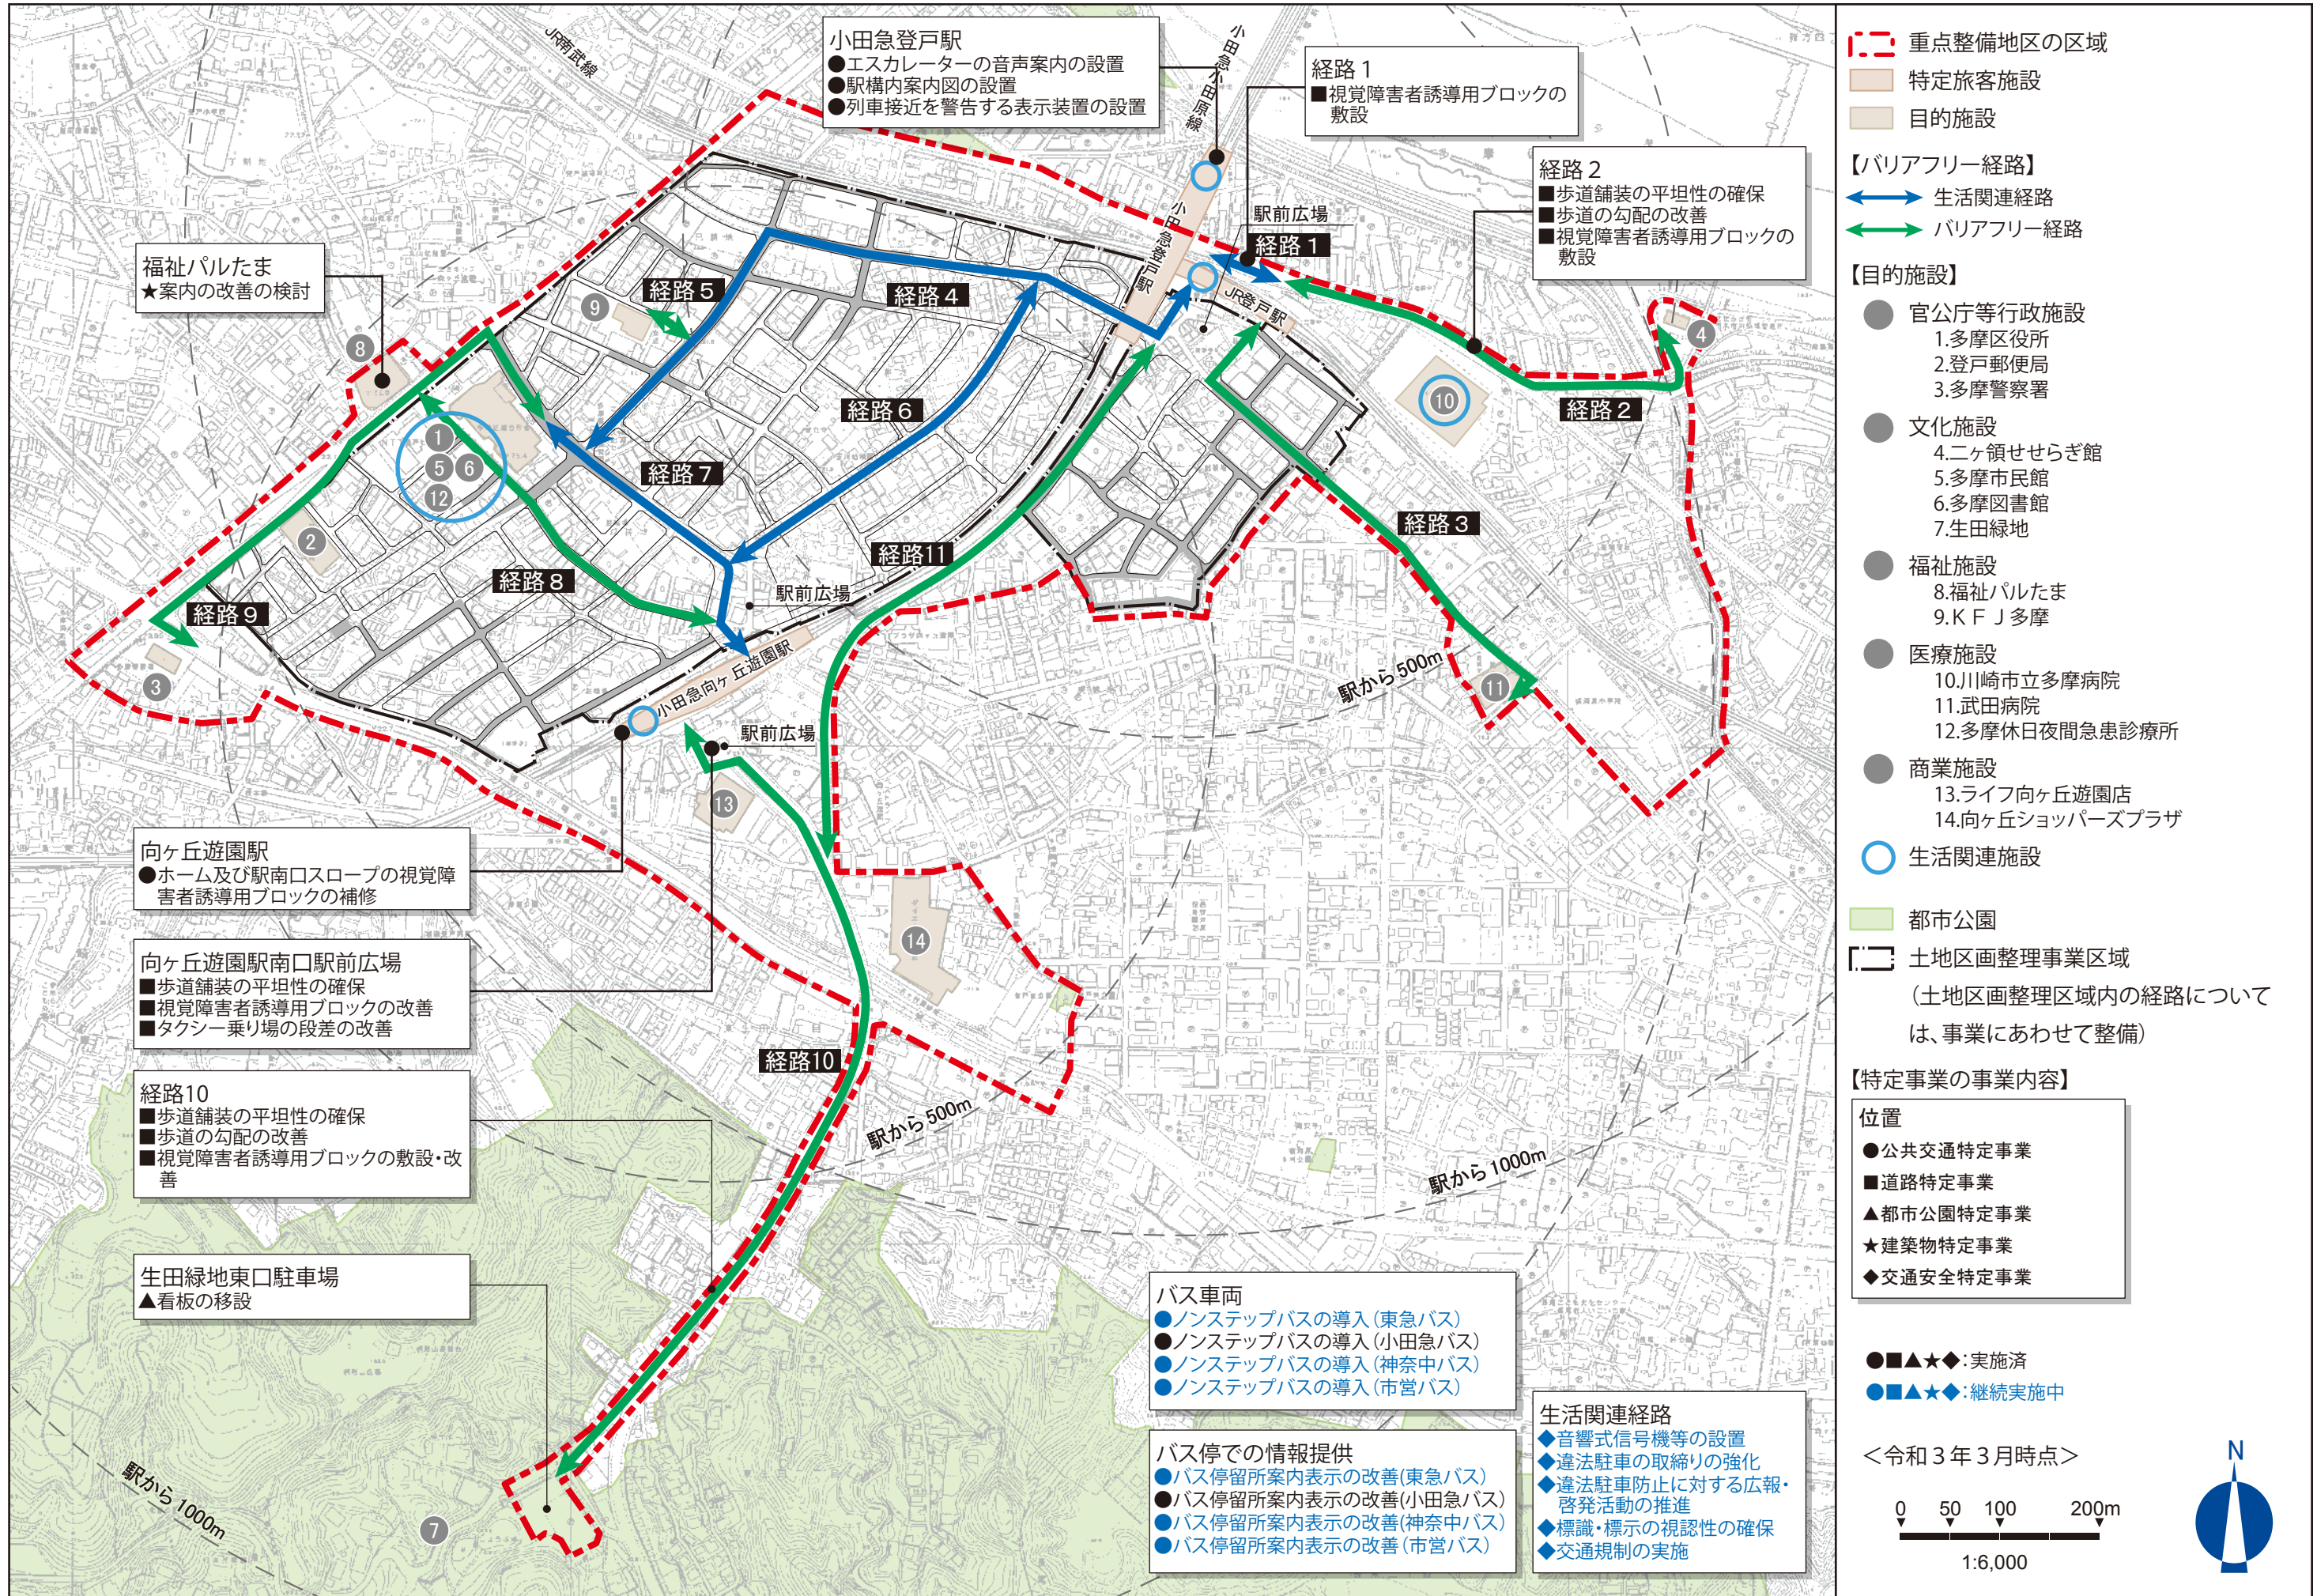 JR南武線
小田急小田原線
小田急登戸駅
●エスカレーターの音声案内の設置
●駅構内案内図の設置
●列車接近を警告する表示装置の設置
経路1
■視覚障害者誘導用ブロックの
敷設
経路2
■歩道舗装の平坦性の確保
■歩道の勾配の改善
■視覚障害者誘導用ブロックの
敷設
福祉パルたま
★案内の改善の検討
駅前広場
経路1
小田急登戸駅
JR登戸駅
経路5
経路4
経路6
経路2
経路7
経路3
経路11
経路8
経路9
駅前広場
小田急向ヶ丘遊園駅
駅前広場
経路10
駅から500m
駅から500m
駅から1000m
駅から1000m
9
8
1
5
6
12
2
3
4
10
11
13
14
7
向ヶ丘遊園駅
●ホーム及び駅南口スロープの視覚障
害者誘導用ブロックの補修
向ヶ丘遊園駅南口駅前広場
■歩道舗装の平坦性の確保
■視覚障害者誘導用ブロックの改善
■タクシー乗り場の段差の改善
経路10
■歩道舗装の平坦性の確保
■歩道の勾配の改善
■視覚障害者誘導用ブロックの敷設・改
善
生田緑地東口駐車場
▲看板の移設
バス車両
●ノンステップバスの導入(東急バス)
●ノンステップバスの導入(小田急バス)
●ノンステップバスの導入(神奈中バス)
●ノンステップバスの導入(市営バス)
バス停での情報提供
●バス停留所案内表示の改善(東急バス)
●バス停留所案内表示の改善(小田急バス)
●バス停留所案内表示の改善(神奈中バス)
●バス停留所案内表示の改善(市営バス)
生活関連経路
◆音響式信号機等の設置
◆違法駐車の取締りの強化
◆違法駐車防止に対する広報・
啓発活動の推進
◆標識・標示の視認性の確保
◆交通規制の実施
重点整備地区の区域
特定旅客施設
目的施設
【バリアフリー経路】
生活関連経路
バリアフリー経路
【目的施設】
官公庁等行政施設
1.多摩区役所
2.登戸郵便局
3.多摩警察署
文化施設
4.二ヶ領せせらぎ館
5.多摩市民館
6.多摩図書館
7.生田緑地
福祉施設
8.福祉パルたま
9.KFJ多摩
医療施設
10.川崎市立多摩病院
11.武田病院
12.多摩休日夜間急患診療所
商業施設
13.ライフ向ヶ丘遊園店
14.向ヶ丘ショッパーズプラザ
生活関連施設
都市公園
土地区画整理事業区域
(土地区画整理区域内の経路について
は、事業にあわせて整備)
【特定事業の事業内容】
位置
●公共交通特定事業
■道路特定事業
▲都市公園特定事業
★建築物特定事業
◆交通安全特定事業
●■▲★◆:実施済
●■▲★◆:継続実施中
<令和3年3月時点>
0 50 100 200m
1:6,000
N